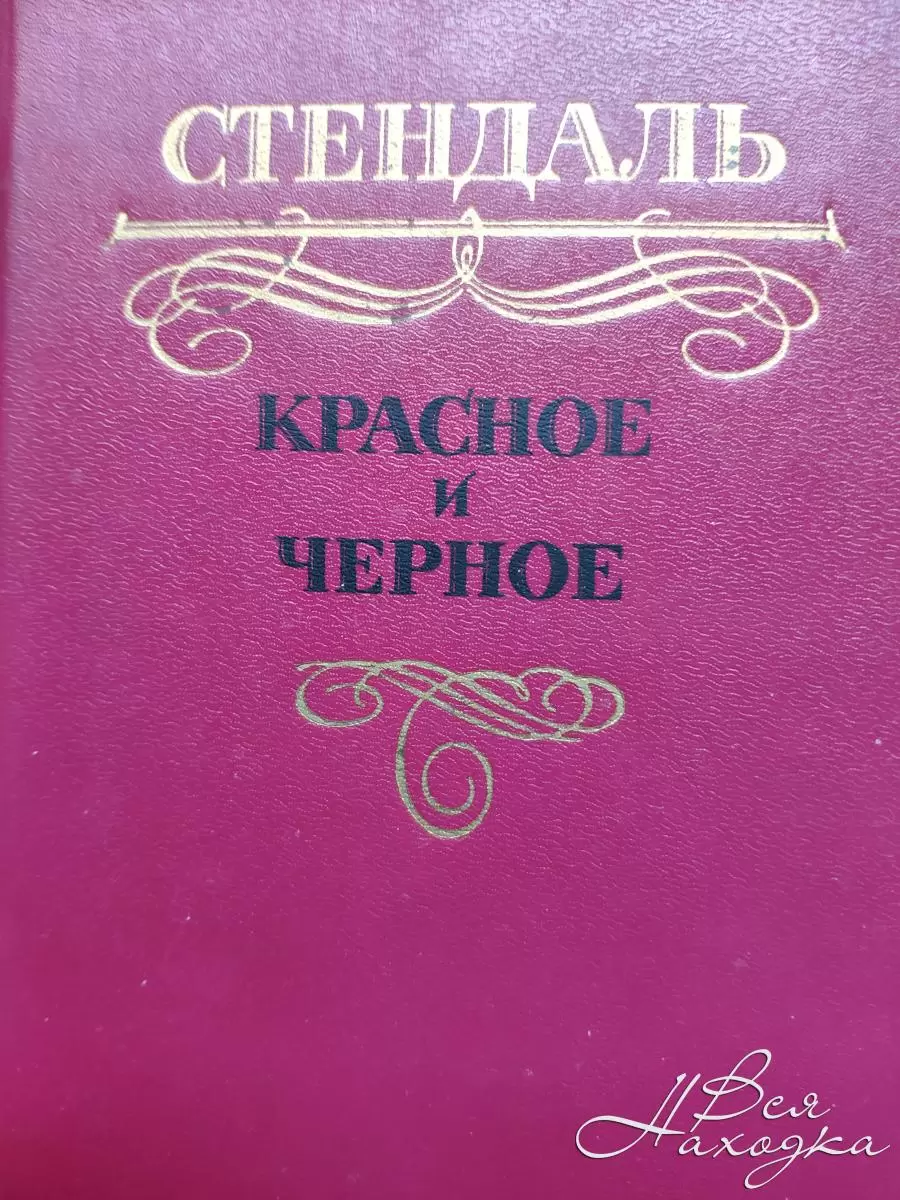 СТЕНДАЛЬ
КРАСНОЕ
и
ЧЕРНОЕ
Вся
Находка